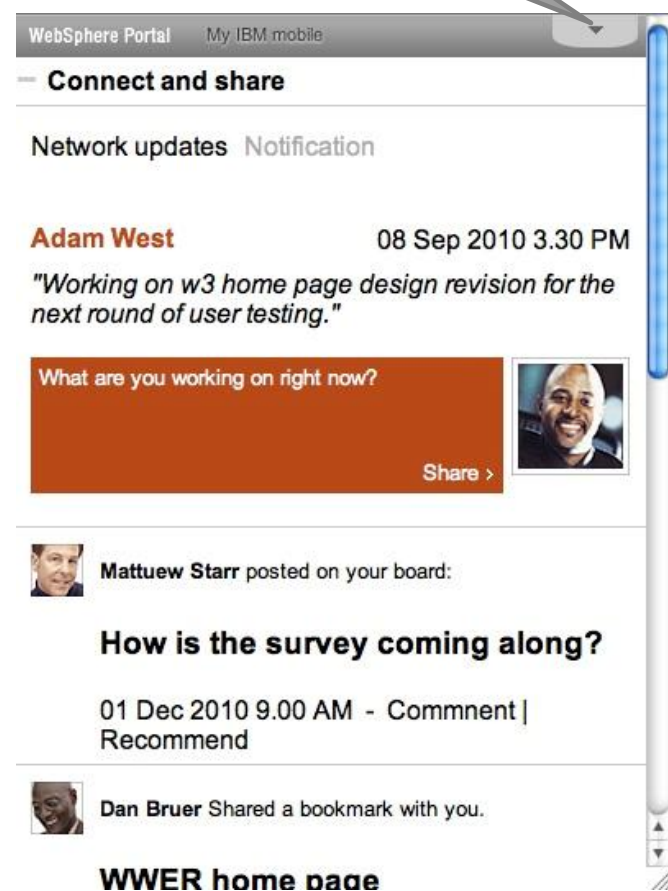 WebSphere Portal My IBM mobile
Connect and share
Network updates Notification
Adam West 08 Sep 2010 3.30 PM
"Working on w3 home page design revision for the
next round of user testing."
What are you working on right now?
Share ›
Mattuew Starr posted on your board:
How is the survey coming along?
01 Dec 2010 9.00 AM - Commnent |
Recommend
Dan Bruer Shared a bookmark with you.
WWER home page